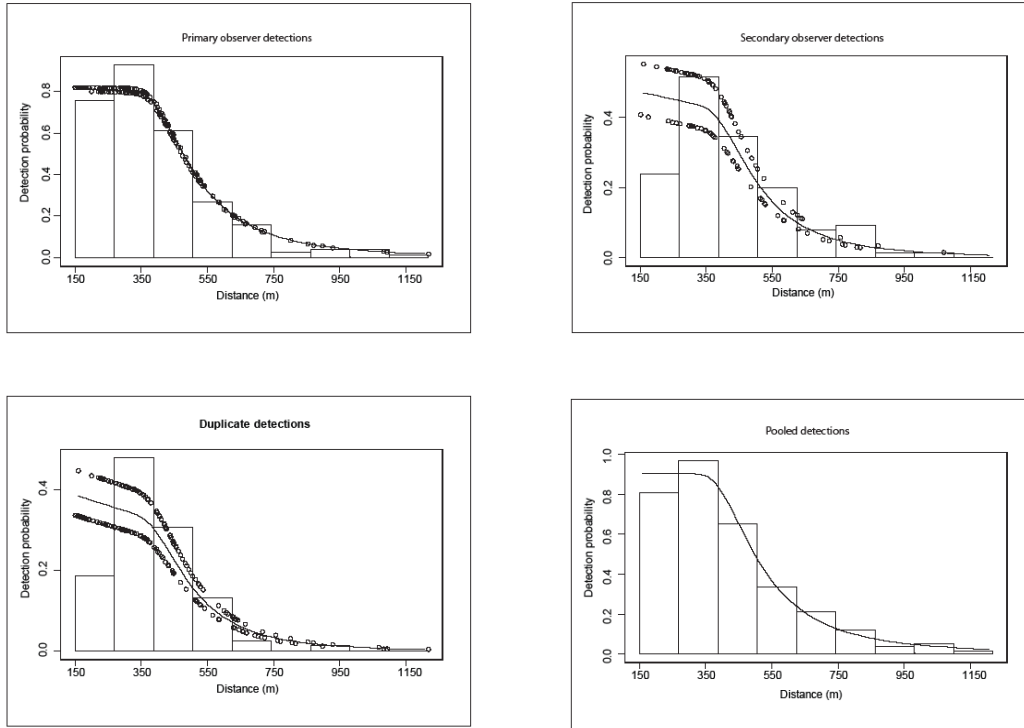 Primary observer detections
Detection probability
0.8
0.6
0.4
0.2
0.0
150 350 550 750 950 1150
Distance (m)
Secondary observer detections
Detection probability
0.4
0.2
0.0
150 350 550 750 950 1150
Distance (m)
Duplicate detections
Detection probability
0.4
0.2
0.0
150 350 550 750 950 1150
Distance (m)
Pooled detections
Detection probability
1.0
0.8
0.6
0.4
0.2
0.0
150 350 550 750 950 1150
Distance (m)